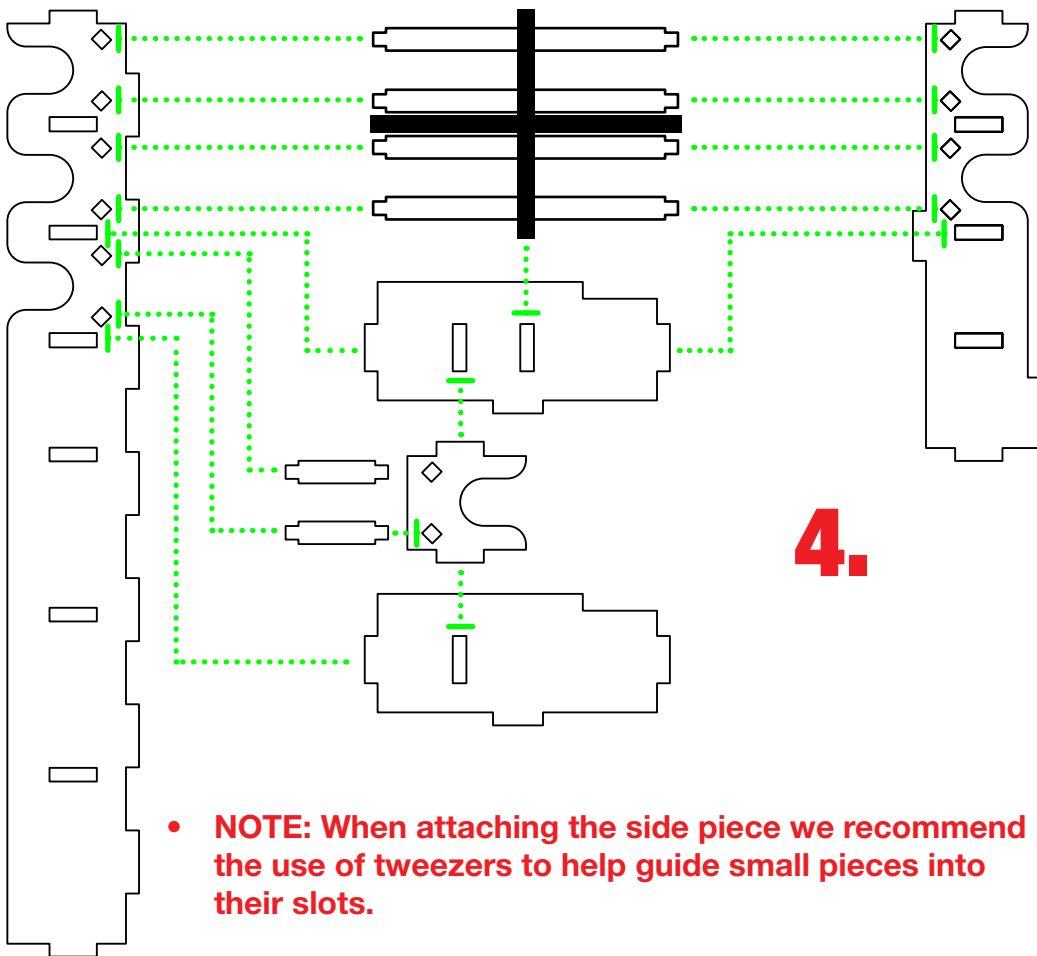 4.
• NOTE: When attaching the side piece we recommend
the use of tweezers to help guide small pieces into
their slots.